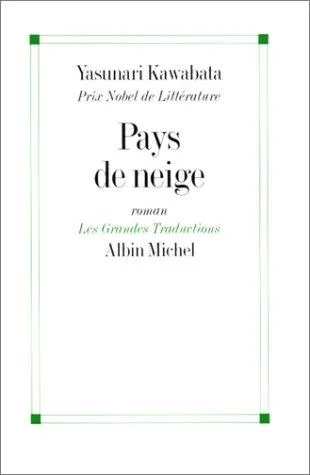 Yasunari Kawabata
Prix Nobel de Littérature
Pays
de neige
roman
Les Grandes Traductions
Albin Michel